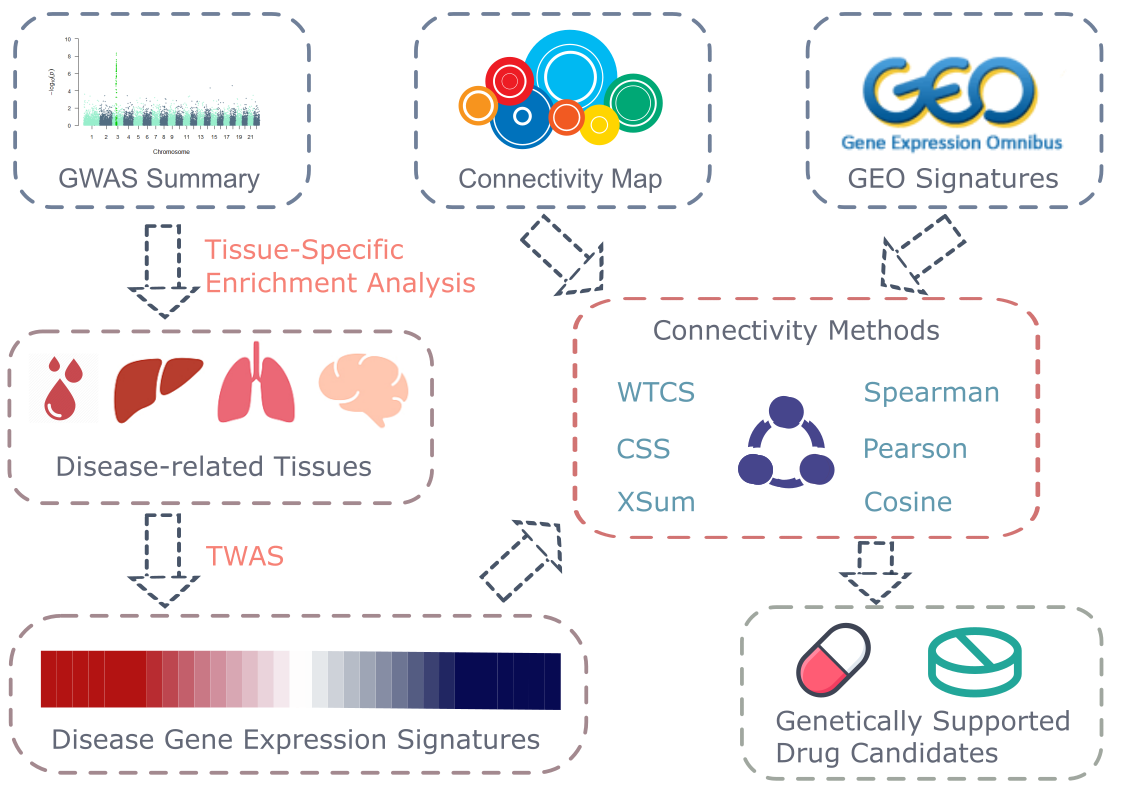 10
8
6
4
2
0
−log₁₀(p)
1 2 3 4 5 6 7 8 9 11 13 15 17 19 21
Chromosome
GWAS Summary
Connectivity Map
GEO
Gene Expression Omnibus
GEO Signatures
Tissue-Specific
Enrichment Analysis
Disease-related Tissues
Connectivity Methods
WTCS
Spearman
CSS
Pearson
XSum
Cosine
TWAS
Disease Gene Expression Signatures
Genetically Supported
Drug Candidates